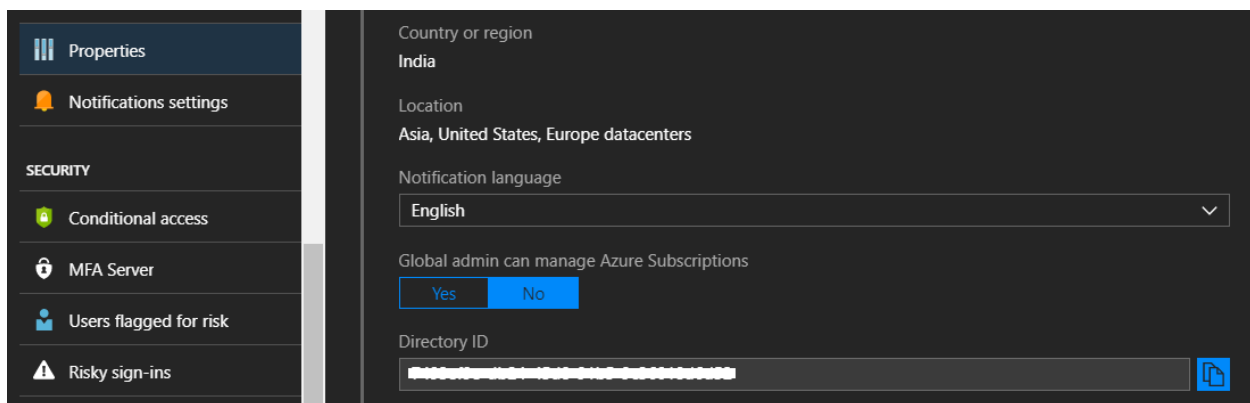 Properties
Notifications settings
SECURITY
Conditional access
MFA Server
Users flagged for risk
Risky sign-ins
Country or region
India
Location
Asia, United States, Europe datacenters
Notification language
English
Global admin can manage Azure Subscriptions
Yes No
Directory ID